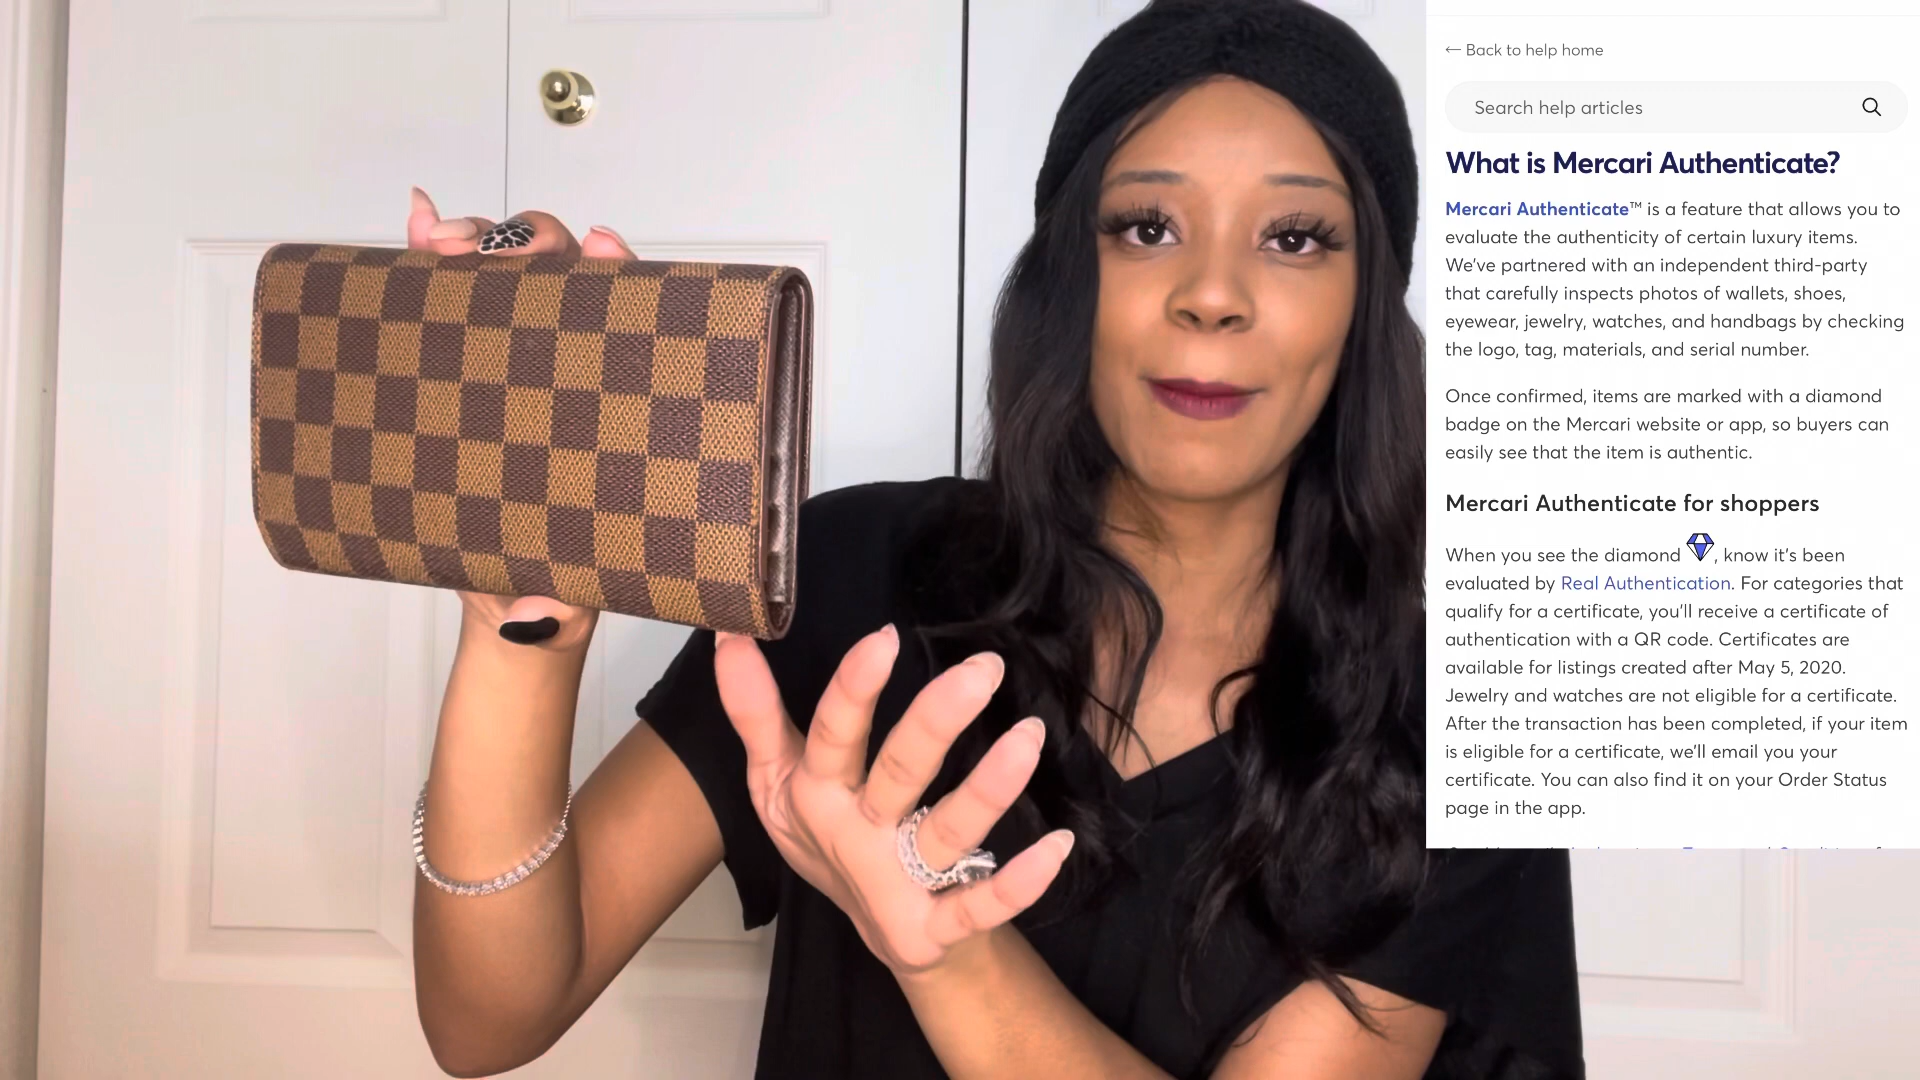 ← Back to help home
Search help articles
What is Mercari Authenticate?
Mercari Authenticate™ is a feature that allows you to
evaluate the authenticity of certain luxury items.
We've partnered with an independent third-party
that carefully inspects photos of wallets, shoes,
eyewear, jewelry, watches, and handbags by checking
the logo, tag, materials, and serial number.
Once confirmed, items are marked with a diamond
badge on the Mercari website or app, so buyers can
easily see that the item is authentic.
Mercari Authenticate for shoppers
When you see the diamond , know it's been
evaluated by Real Authentication. For categories that
qualify for a certificate, you'll receive a certificate of
authentication with a QR code. Certificates are
available for listings created after May 5, 2020.
Jewelry and watches are not eligible for a certificate.
After the transaction has been completed, if your item
is eligible for a certificate, we'll email you your
certificate. You can also find it on your Order Status
page in the app.